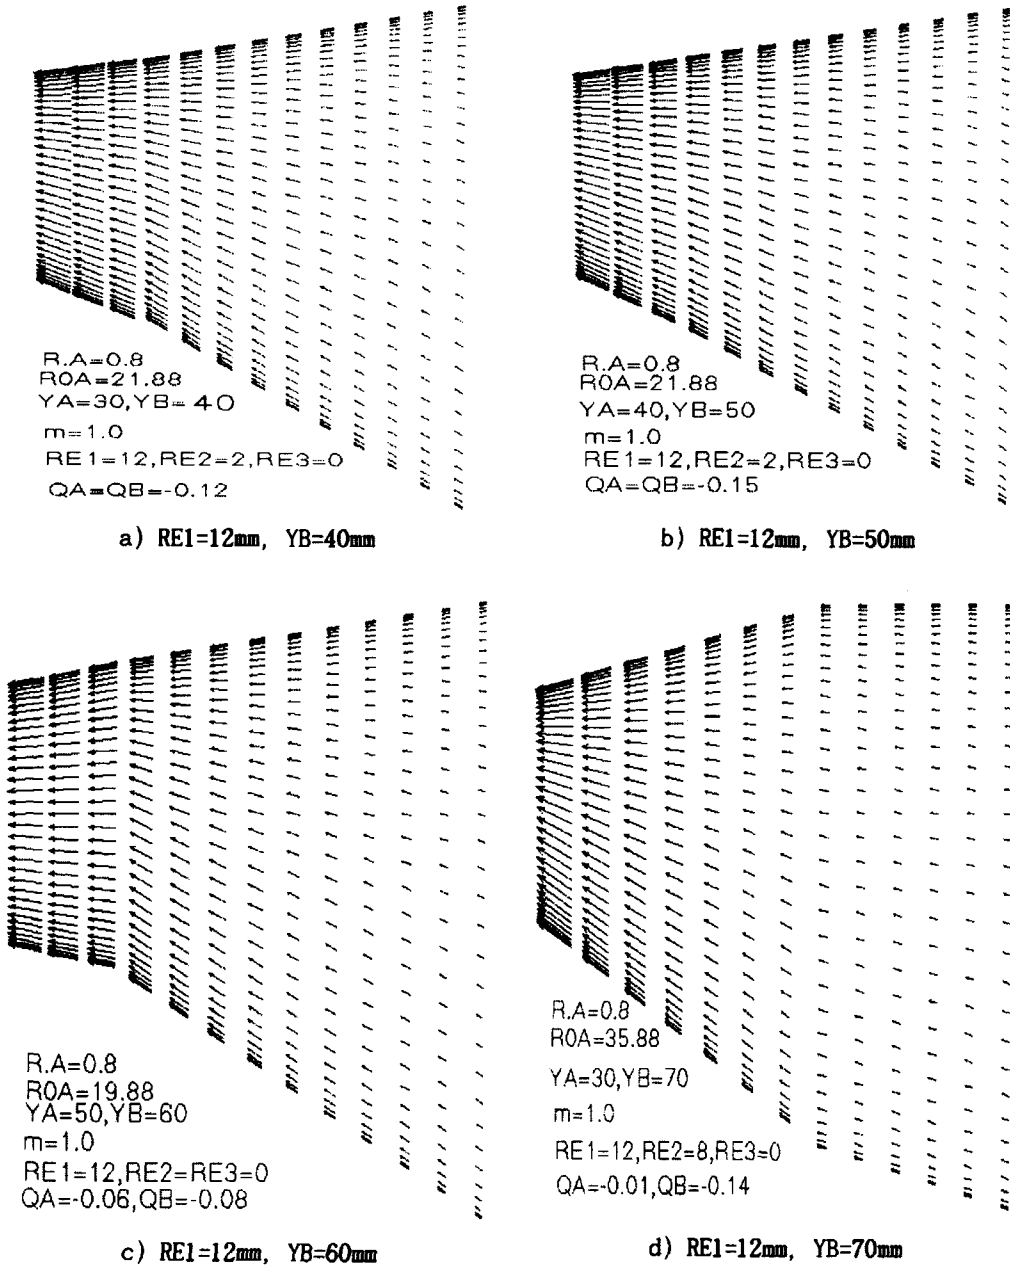 R.A=0.8
ROA=21.88
YA=30,YB=40
m=1.0
RE1=12,RE2=2,RE3=0
QA=QB=-0.12
a) RE1=12mm, YB=40mm
R.A=0.8
ROA=21.88
YA=40,YB=50
m=1.0
RE1=12,RE2=2,RE3=0
QA=QB=-0.15
b) RE1=12mm, YB=50mm
R.A=0.8
ROA=19.88
YA=50,YB=60
m=1.0
RE1=12,RE2=RE3=0
QA=-0.06,QB=-0.08
c) RE1=12mm, YB=60mm
R.A=0.8
ROA=35.88
YA=30,YB=70
m=1.0
RE1=12,RE2=8,RE3=0
QA=-0.01,QB=-0.14
d) RE1=12mm, YB=70mm